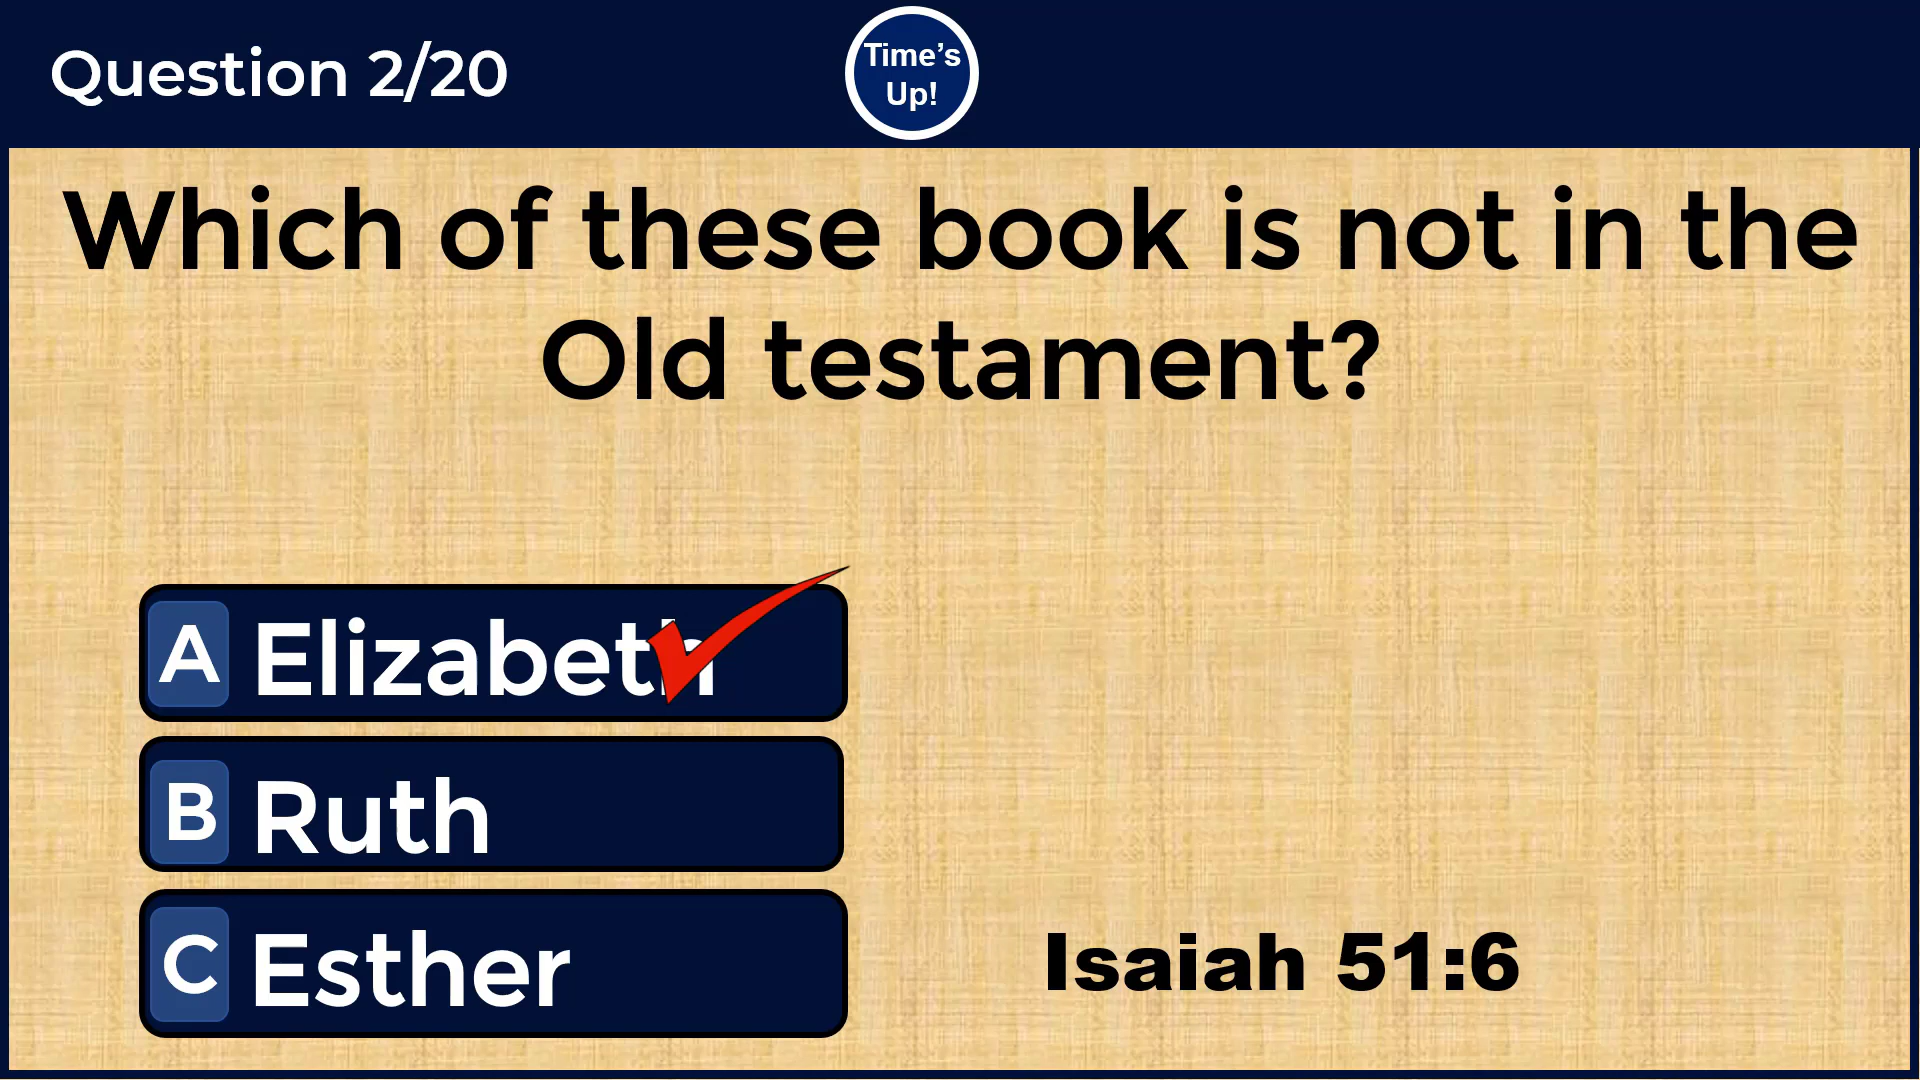 Question 2/20
Time's
Up!
Which of these book is not in the
Old testament?
A Elizabeth
B Ruth
C Esther
Isaiah 51:6